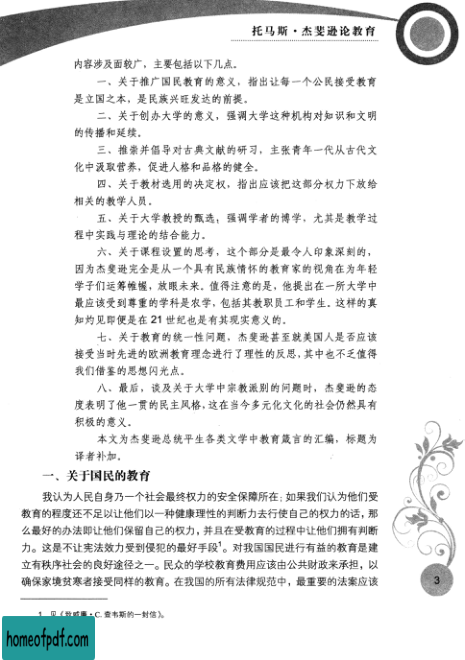 托马斯·杰斐逊论教育
内容涉及面较广，主要包括以下几点。
一、关于推广国民教育的意义，指出让每一个公民接受教育
是立国之本，是民族兴旺发达的前提。
二、关于创办大学的意义，强调大学这种机构对知识和文明
的传播和延续。
三、推崇并倡导对古典文献的研习，主张青年一代从古代文
化中汲取营养，促进人格和品格的健全。
四、关于教材选用的决定权，指出应该把这部分权力下放给
相关的教学人员。
五、关于大学教授的甄选，强调学者的博学，尤其是教学过
程中实践与理论的结合能力。
六、关于课程设置的思考，这个部分是最令人印象深刻的，
因为杰斐逊完全是从一个具有民族情怀的教育家的视角在为年轻
学子们运筹帷幄，放眼未来。值得注意的是，他提出在一所大学中
最应该受到尊重的学科是农学，包括其教职员工和学生。这样的真
知灼见即便是在 21 世纪也是有其现实意义的。
七、关于教育的统一性问题，杰斐逊甚至就美国人是否应该
接受当时先进的欧洲教育理念进行了理性的反思，其中也不乏值得
我们借鉴的思想闪光点。
八、最后，谈及关于大学中宗教派别的问题时，杰斐逊的态
度表明了他一贯的民主风格，这在当今多元化文化的社会仍然具有
积极的意义。
本文为杰斐逊总统平生各类文学中教育箴言的汇编，标题为
译者补加。
一、关于国民的教育
我认为人民自身乃一个社会最终权力的安全保障所在；如果我们认为他们受
教育的程度还不足以让他们以一种健康理性的判断力去行使自己的权力的话，那
么最好的办法即让他们保留自己的权力，并且在受教育的过程中让他们拥有判断
力。这是不让宪法效力受到侵犯的最好手段1。对我国国民进行有益的教育是建
立有秩序社会的良好途径之一。民众的学校教育费用应该由公共财政来承担，以
确保家境贫寒者接受同样的教育。在我国的所有法律规范中，最重要的法案应该
3
1. 见《致威廉·C. 查韦斯的一封信》。
homeofpdf.com